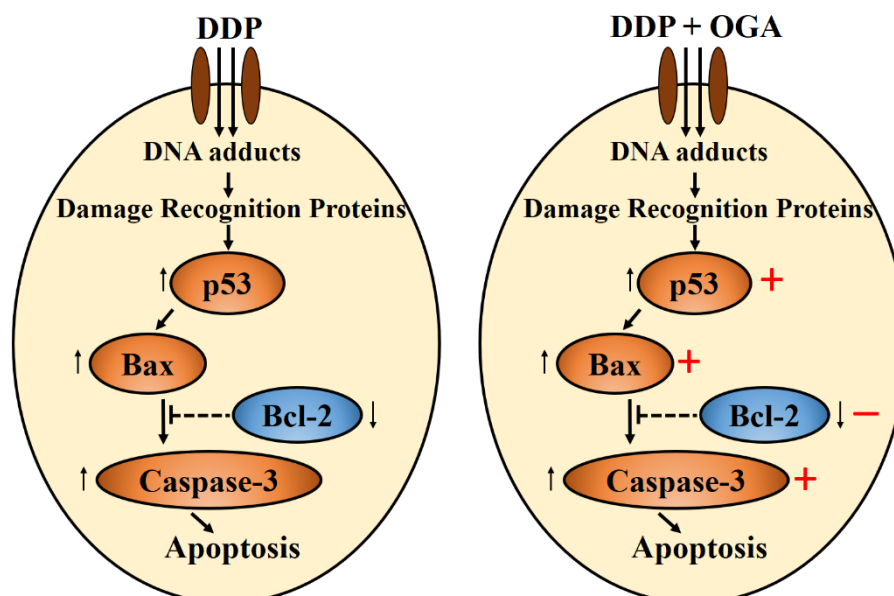 DDP
DNA adducts
Damage Recognition Proteins
↑ p53
↑ Bax
Bcl-2 ↓
↑ Caspase-3
Apoptosis
DDP + OGA
DNA adducts
Damage Recognition Proteins
↑ p53 +
↑ Bax +
Bcl-2 ↓ −
↑ Caspase-3 +
Apoptosis